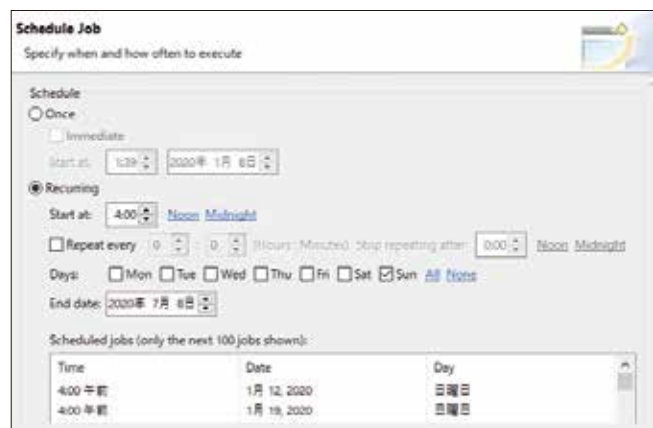 Schedule Job
Specify when and how often to execute
Schedule
Once
Immediate
Start at: 1:39 2020年 1月 8日
Recurring
Start at: 4:00 Noon Midnight
Repeat every 0 : 0 (Hours : Minutes). Stop repeating after: 0:00 Noon Midnight
Days: Mon Tue Wed Thu Fri Sat Sun All None
End date: 2020年 7月 8日
Scheduled jobs (only the next 100 jobs shown):
Time Date Day
4:00 午前 1月 12, 2020 日曜日
4:00 午前 1月 19, 2020 日曜日